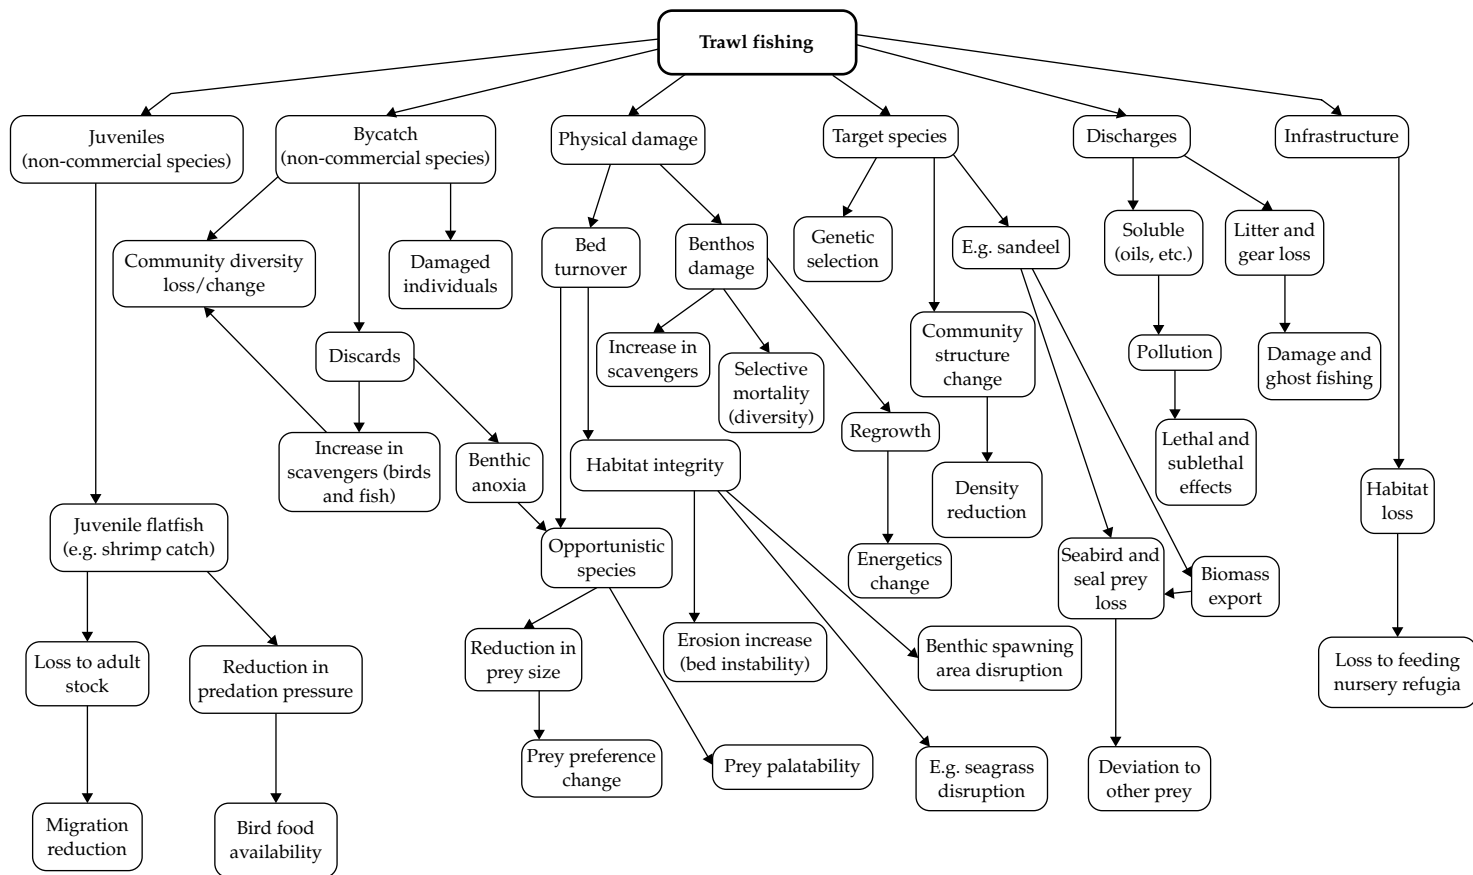 Trawl fishing
Juveniles
(non-commercial species)
Bycatch
(non-commercial species)
Physical damage
Target species
Discharges
Infrastructure
Community diversity
loss/change
Damaged
individuals
Bed
turnover
Benthos
damage
Genetic
selection
E.g. sandeel
Soluble
(oils, etc.)
Litter and
gear loss
Discards
Increase in
scavengers
Selective
mortality
(diversity)
Community
structure
change
Pollution
Damage and
ghost fishing
Increase in
scavengers (birds
and fish)
Benthic
anoxia
Habitat integrity
Regrowth
Density
reduction
Lethal and
sublethal
effects
Habitat
loss
Juvenile flatfish
(e.g. shrimp catch)
Opportunistic
species
Energetics
change
Seabird and
seal prey
loss
Biomass
export
Loss to adult
stock
Reduction in
predation pressure
Reduction in
prey size
Erosion increase
(bed instability)
Benthic spawning
area disruption
Loss to feeding
nursery refugia
Prey preference
change
Prey palatability
E.g. seagrass
disruption
Deviation to
other prey
Migration
reduction
Bird food
availability